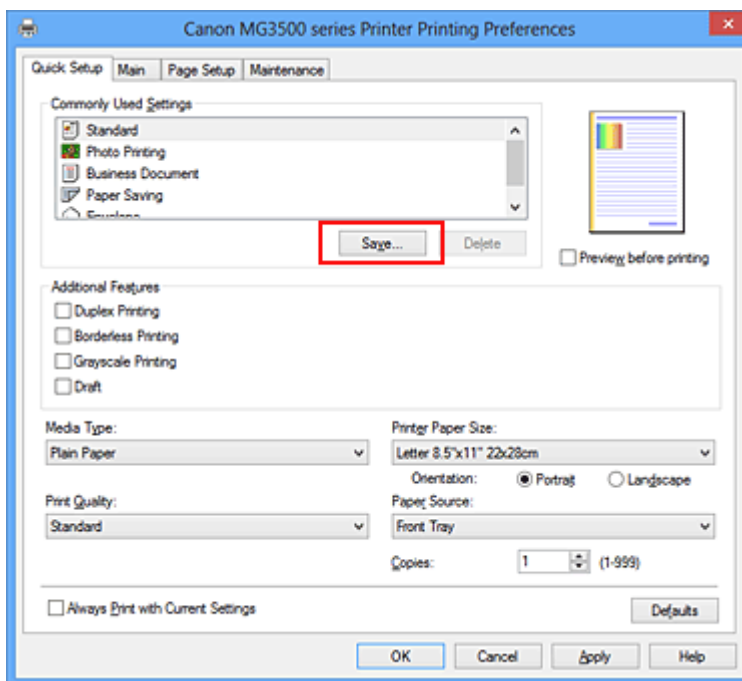 Canon MG3500 series Printer Printing Preferences
Quick Setup Main Page Setup Maintenance
Commonly Used Settings
Standard
Photo Printing
Business Document
Paper Saving
Envelope
Save... Delete
Preview before printing
Additional Features
Duplex Printing
Borderless Printing
Grayscale Printing
Draft
Media Type: Printer Paper Size:
Plain Paper Letter 8.5"x11" 22x28cm
Orientation: Portrait Landscape
Print Quality: Paper Source:
Standard Front Tray
Copies: 1 (1-999)
Always Print with Current Settings Defaults
OK Cancel Apply Help